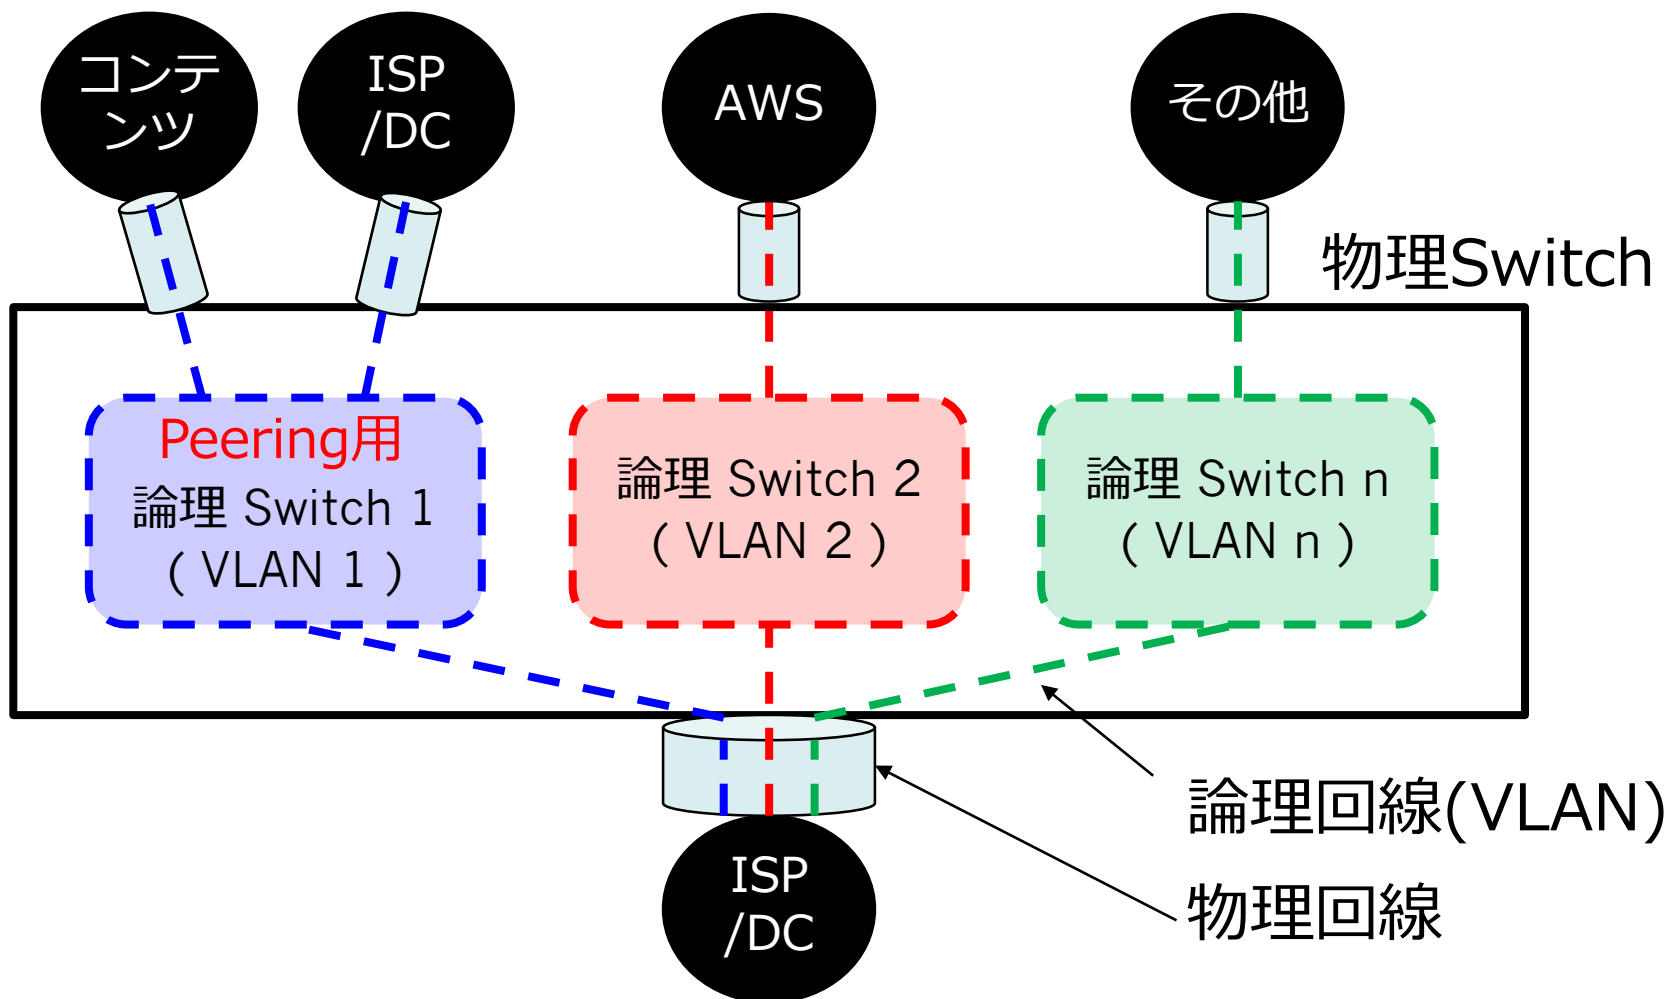 コンテ
ンツ
ISP
/DC
AWS
その他
物理Switch
Peering用
論理 Switch 1
( VLAN 1 )
論理 Switch 2
( VLAN 2 )
論理 Switch n
( VLAN n )
論理回線(VLAN)
物理回線
ISP
/DC